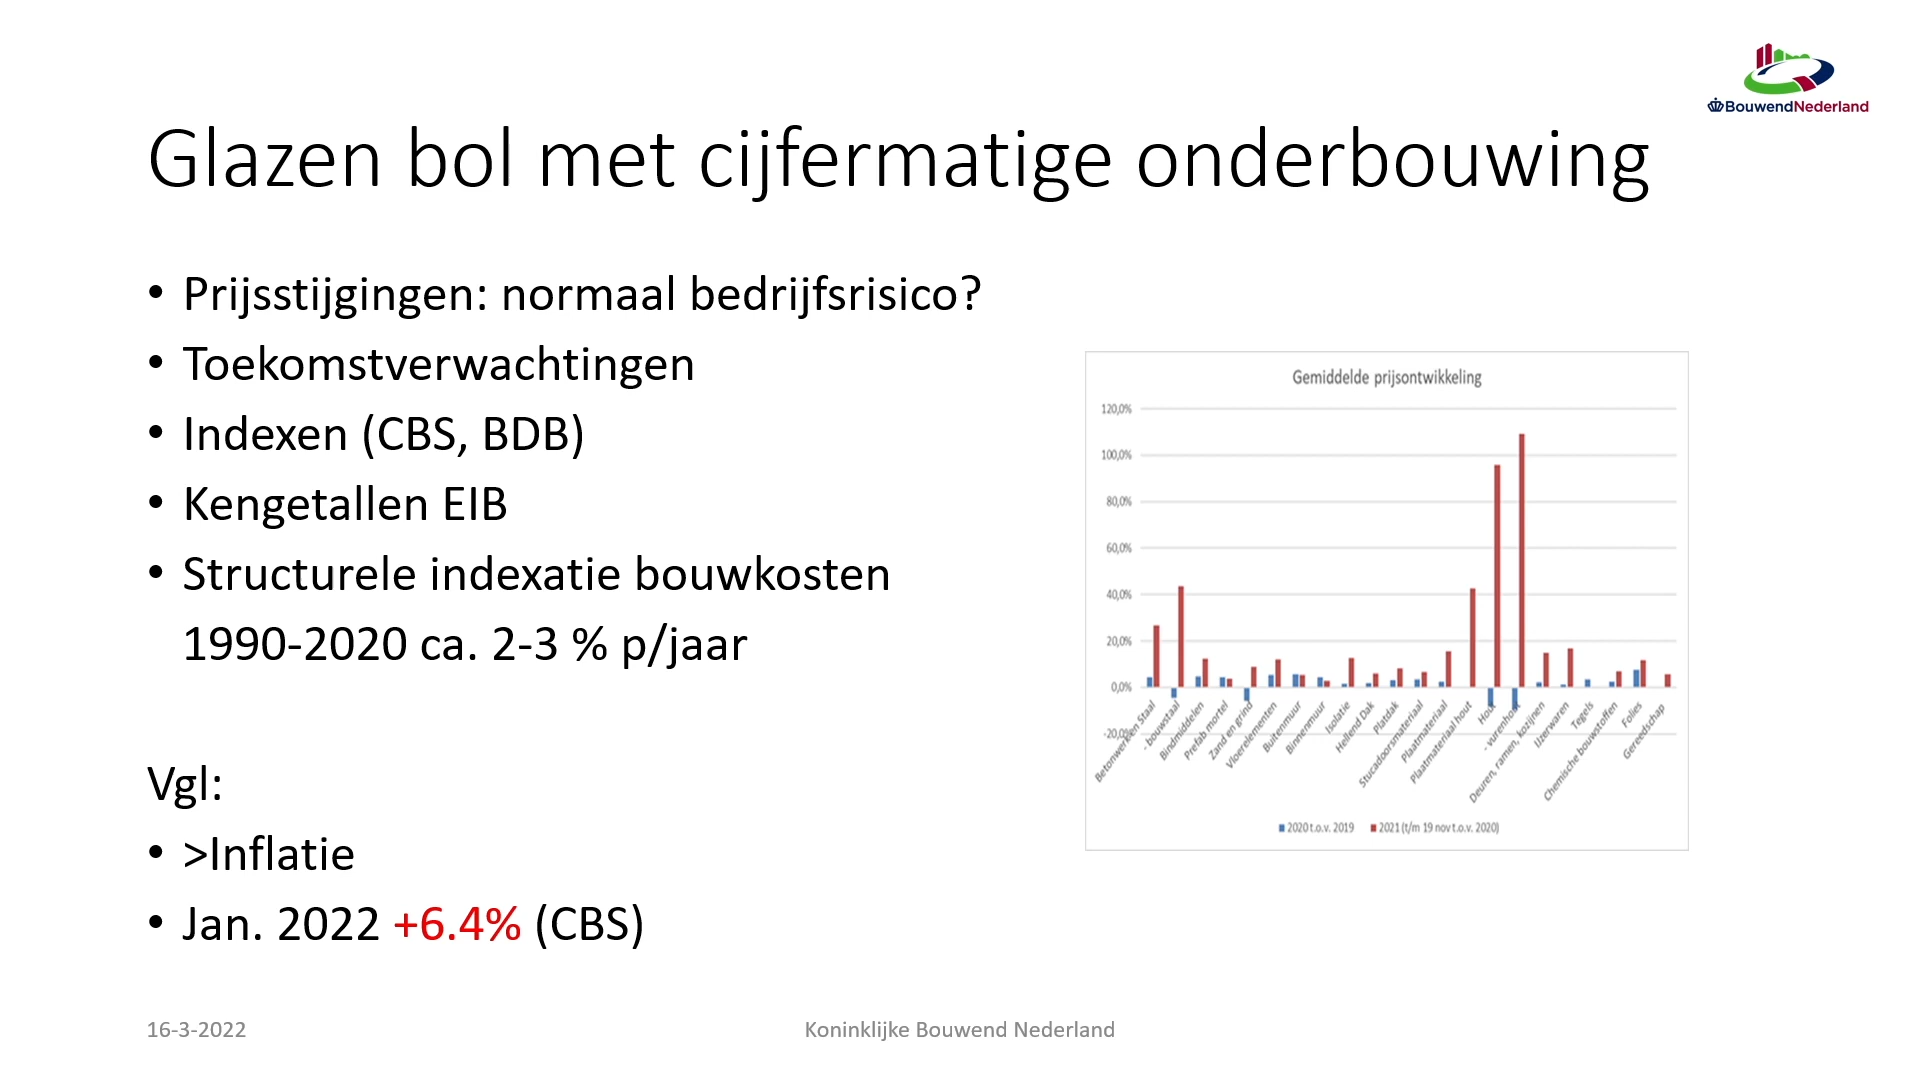 BouwendNederland
Glazen bol met cijfermatige onderbouwing
• Prijsstijgingen: normaal bedrijfsrisico?
• Toekomstverwachtingen
• Indexen (CBS, BDB)
• Kengetallen EIB
• Structurele indexatie bouwkosten
1990-2020 ca. 2-3 % p/jaar
Vgl:
• >Inflatie
• Jan. 2022 +6.4% (CBS)
Gemiddelde prijsontwikkeling
120,0%
100,0%
80,0%
60,0%
40,0%
20,0%
0,0%
-20,0%
Betonwerk en Staal
- bouwstaal
Bindmiddelen
Prefab mortel
Zand en grind
Vloerelementen
Buitenmuur
Binnenmuur
Isolatie
Hellend Dak
Platdak
Stucadoorsmateriaal
Plaatmateriaal
Plaatmateriaal hout
Hout
- vurenhout
Deuren, ramen, kozijnen
IJzerwaren
Tegels
Chemische bouwstoffen
Folies
Gereedschap
2020 t.o.v. 2019
2021 (t/m 19 nov t.o.v. 2020)
16-3-2022
Koninklijke Bouwend Nederland